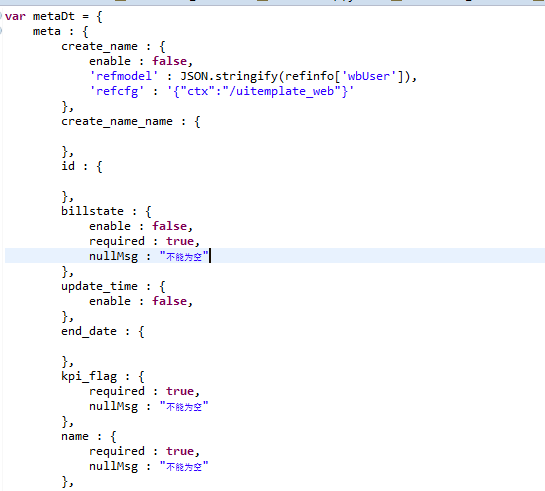 var metaDt = {
meta : {
create_name : {
enable : false,
'refmodel' : JSON.stringify(refinfo['wbUser']),
'refcfg' : '{"ctx":"/uitemplate_web"}'
},
create_name_name : {
},
id : {
},
billstate : {
enable : false,
required : true,
nullMsg : "不能为空"
},
update_time : {
enable : false,
},
end_date : {
},
kpi_flag : {
required : true,
nullMsg : "不能为空"
},
name : {
required : true,
nullMsg : "不能为空"
},